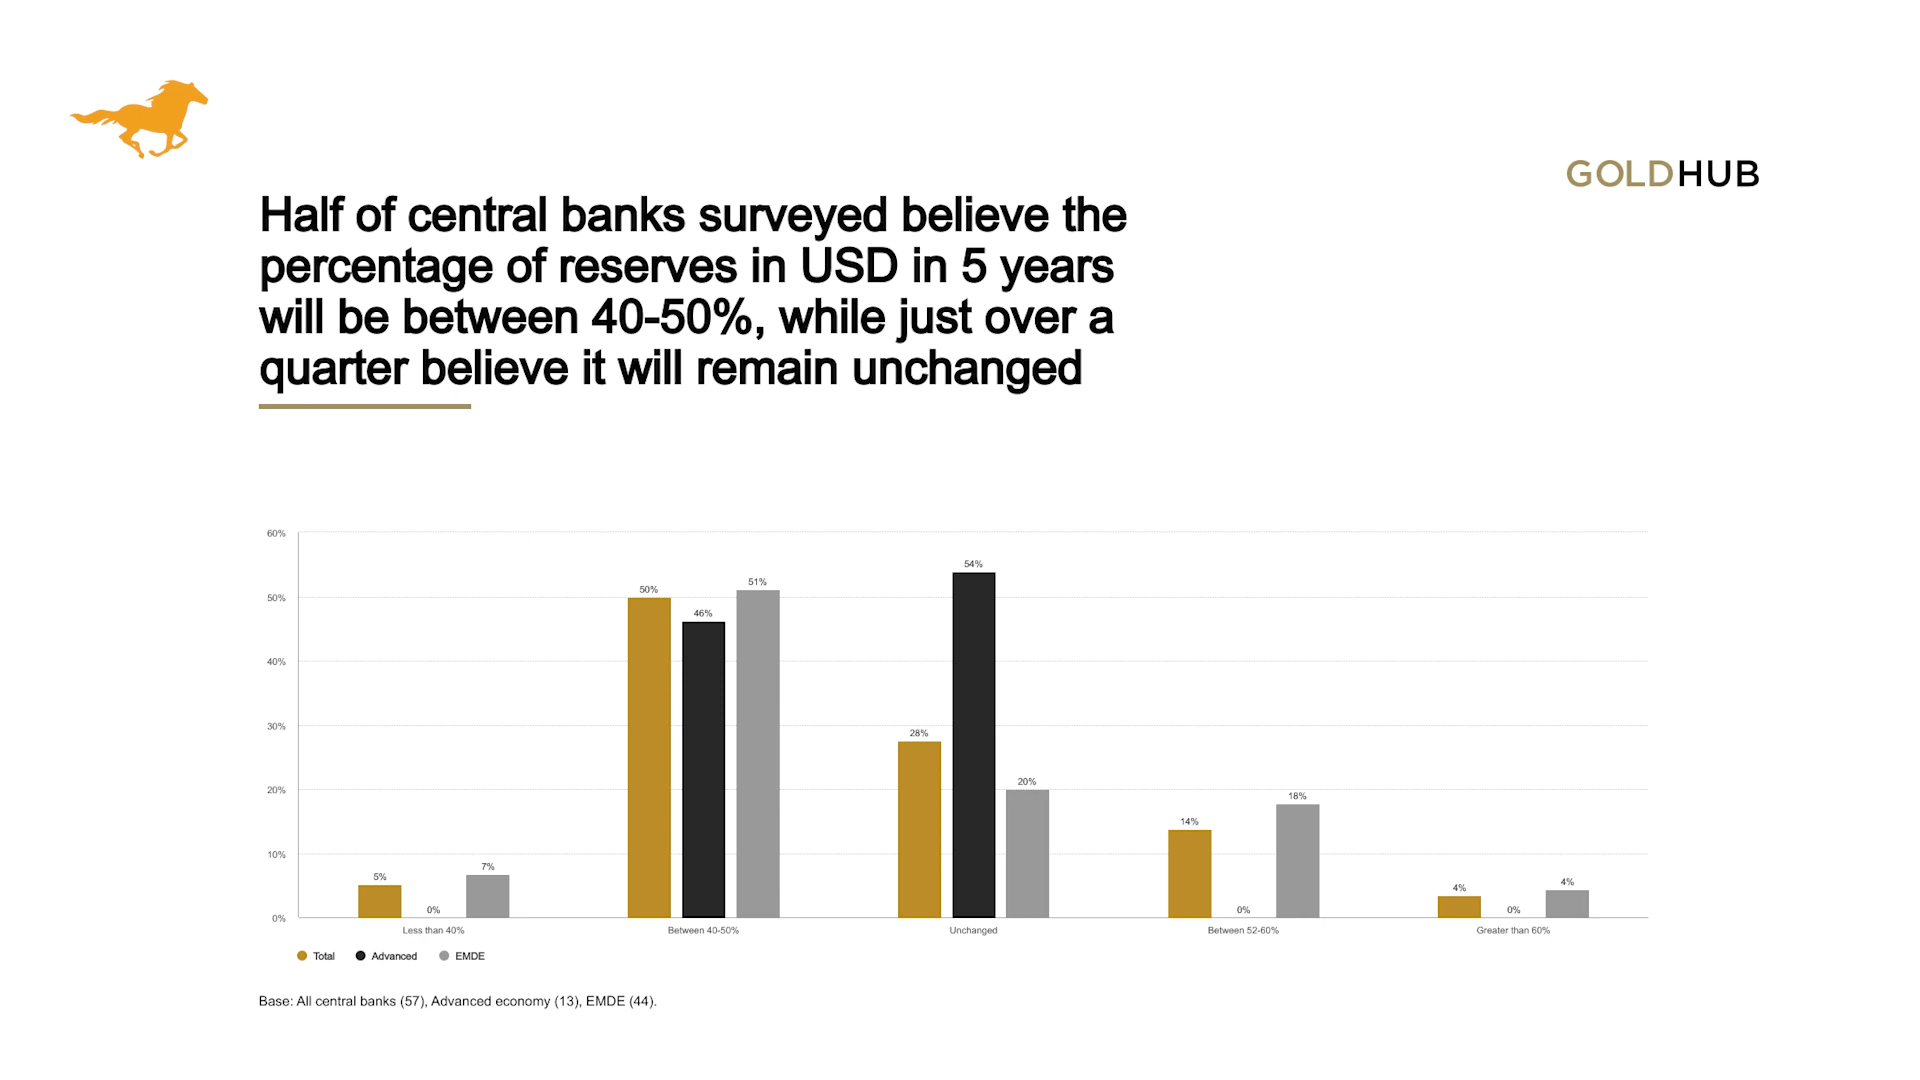 GOLDHUB
Half of central banks surveyed believe the
percentage of reserves in USD in 5 years
will be between 40-50%, while just over a
quarter believe it will remain unchanged
60%
50%
40%
30%
20%
10%
0%
5%
0%
7%
50%
46%
51%
28%
54%
20%
14%
0%
18%
4%
0%
4%
Less than 40%
Between 40-50%
Unchanged
Between 52-60%
Greater than 60%
Total Advanced EMDE
Base: All central banks (57), Advanced economy (13), EMDE (44).